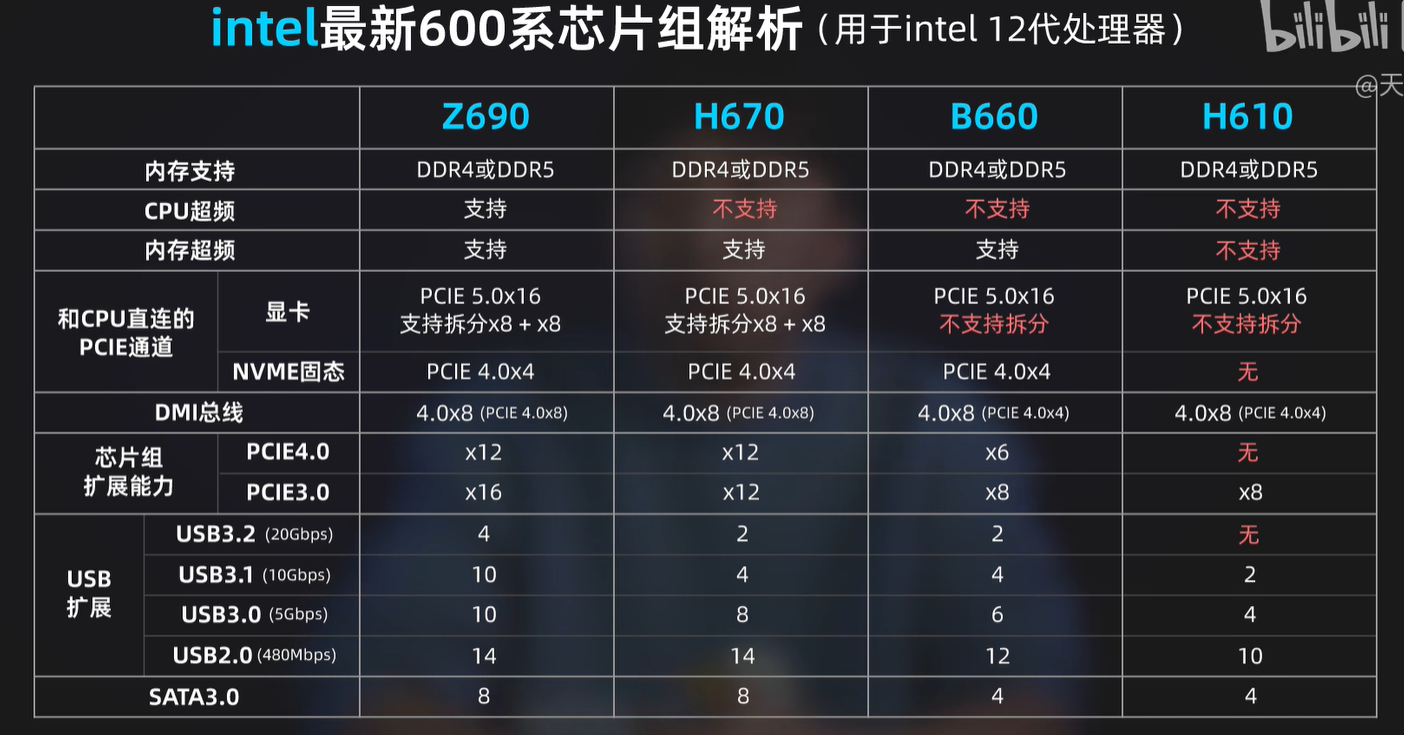 intel最新600系芯片组解析（用于intel 12代处理器）
bilibili
@天
Z690 H670 B660 H610
内存支持 DDR4或DDR5 DDR4或DDR5 DDR4或DDR5 DDR4或DDR5
CPU超频 支持 不支持 不支持 不支持
内存超频 支持 支持 支持 不支持
和CPU直连的
PCIE通道
显卡
PCIE 5.0x16 PCIE 5.0x16 PCIE 5.0x16 PCIE 5.0x16
支持拆分x8 + x8 支持拆分x8 + x8 不支持拆分 不支持拆分
NVME固态 PCIE 4.0x4 PCIE 4.0x4 PCIE 4.0x4 无
DMI总线 4.0x8 (PCIE 4.0x8) 4.0x8 (PCIE 4.0x8) 4.0x8 (PCIE 4.0x4) 4.0x8 (PCIE 4.0x4)
芯片组
扩展能力
PCIE4.0 x12 x12 x6 无
PCIE3.0 x16 x12 x8 x8
USB
扩展
USB3.2 (20Gbps) 4 2 2 无
USB3.1 (10Gbps) 10 4 4 2
USB3.0 (5Gbps) 10 8 6 4
USB2.0 (480Mbps) 14 14 12 10
SATA3.0 8 8 4 4